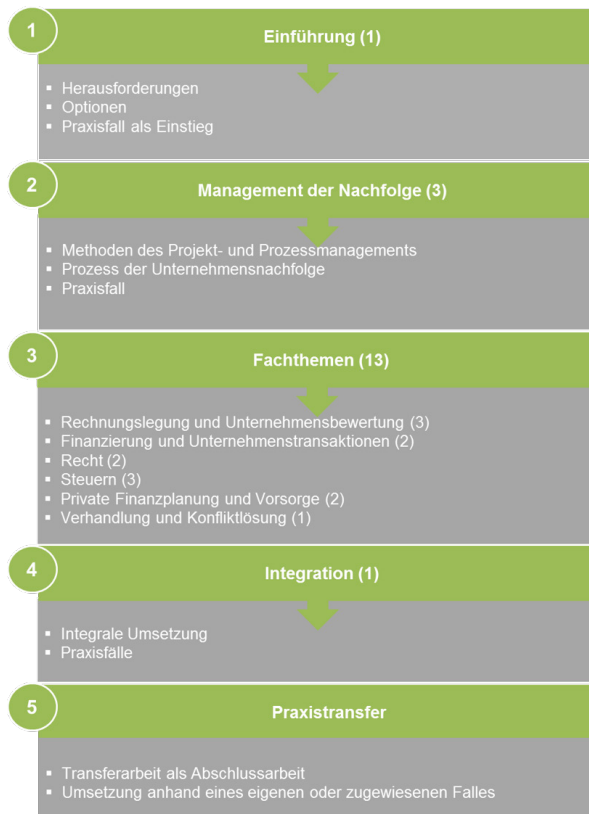 1
Einführung (1)
▪ Herausforderungen
▪ Optionen
▪ Praxisfall als Einstieg
2
Management der Nachfolge (3)
▪ Methoden des Projekt- und Prozessmanagements
▪ Prozess der Unternehmensnachfolge
▪ Praxisfall
3
Fachthemen (13)
▪ Rechnungslegung und Unternehmensbewertung (3)
▪ Finanzierung und Unternehmenstransaktionen (2)
▪ Recht (2)
▪ Steuern (3)
▪ Private Finanzplanung und Vorsorge (2)
▪ Verhandlung und Konfliktlösung (1)
4
Integration (1)
▪ Integrale Umsetzung
▪ Praxisfälle
5
Praxistransfer
▪ Transferarbeit als Abschlussarbeit
▪ Umsetzung anhand eines eigenen oder zugewiesenen Falles